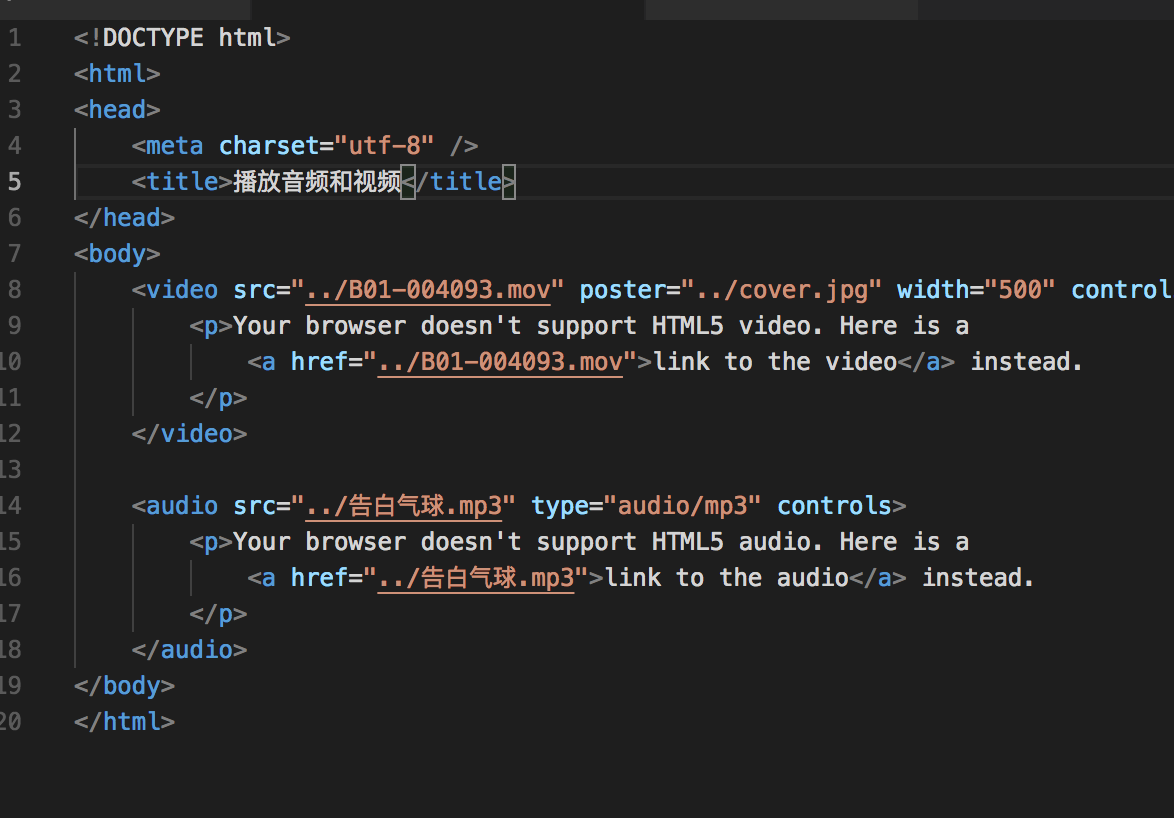 1 <!DOCTYPE html>
2 <html>
3 <head>
4 <meta charset="utf-8" />
5 <title>播放音频和视频</title>
6 </head>
7 <body>
8 <video src="../B01-004093.mov" poster="../cover.jpg" width="500" control
9 <p>Your browser doesn't support HTML5 video. Here is a
10 <a href="../B01-004093.mov">link to the video</a> instead.
11 </p>
12 </video>
13
14 <audio src="../告白气球.mp3" type="audio/mp3" controls>
15 <p>Your browser doesn't support HTML5 audio. Here is a
16 <a href="../告白气球.mp3">link to the audio</a> instead.
17 </p>
18 </audio>
19 </body>
20 </html>